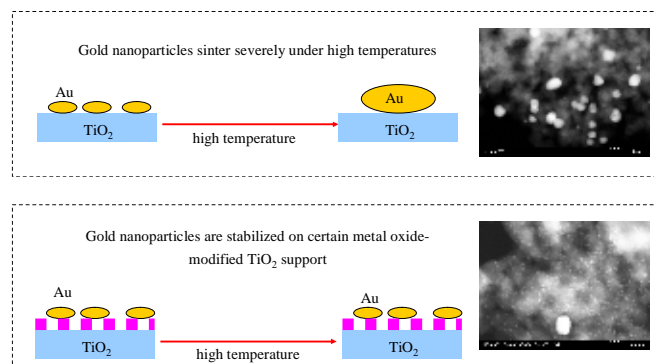 Gold nanoparticles sinter severely under high temperatures
Au
Au
TiO2
high temperature
TiO2
Gold nanoparticles are stabilized on certain metal oxide-
modified TiO2 support
Au
Au
TiO2
high temperature
TiO2